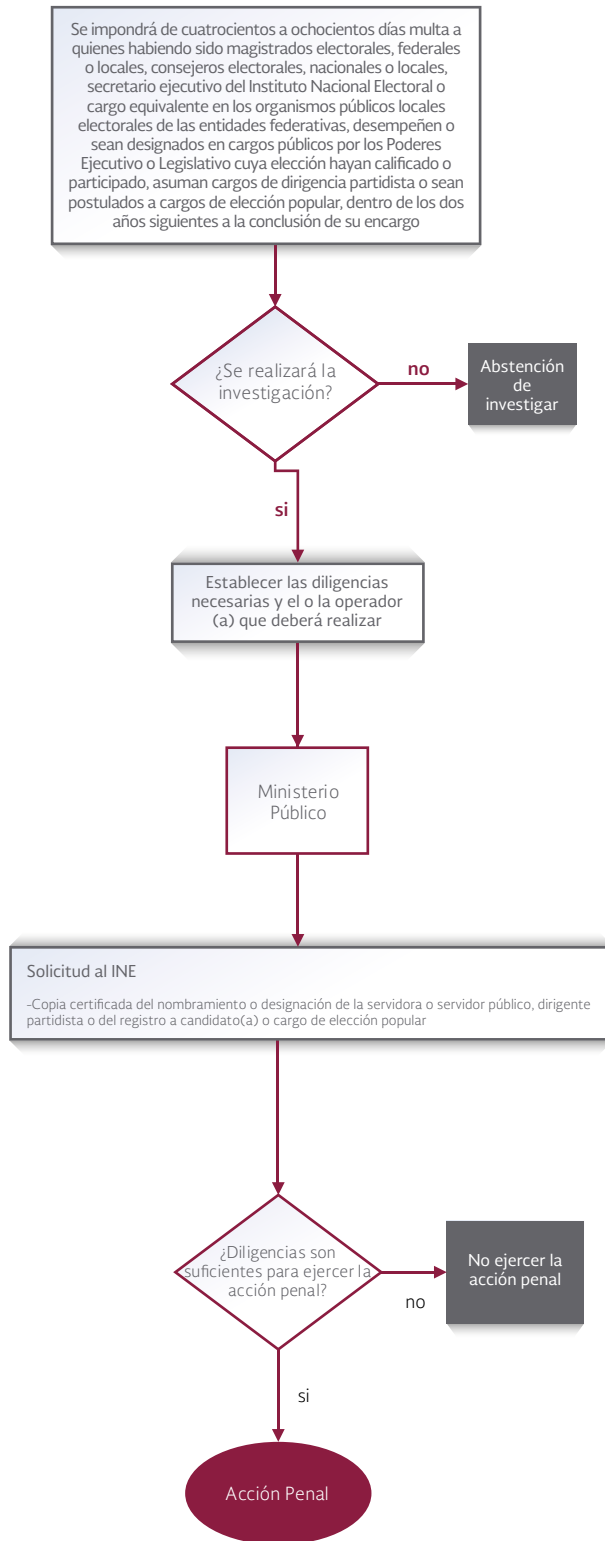 Se impondrá de cuatrocientos a ochocientos días multa a
quienes habiendo sido magistrados electorales, federales
o locales, consejeros electorales, nacionales o locales,
secretario ejecutivo del Instituto Nacional Electoral o
cargo equivalente en los organismos públicos locales
electorales de las entidades federativas, desempeñen o
sean designados en cargos públicos por los Poderes
Ejecutivo o Legislativo cuya elección hayan calificado o
participado, asuman cargos de dirigencia partidista o sean
postulados a cargos de elección popular, dentro de los dos
años siguientes a la conclusión de su encargo
¿Se realizará la
investigación?
no
Abstención
de
investigar
si
Establecer las diligencias
necesarias y el o la operador
(a) que deberá realizar
Ministerio
Público
Solicitud al INE
-Copia certificada del nombramiento o designación de la servidora o servidor público, dirigente
partidista o del registro a candidato(a) o cargo de elección popular
¿Diligencias son
suficientes para ejercer la
acción penal?
no
No ejercer la
acción penal
si
Acción Penal